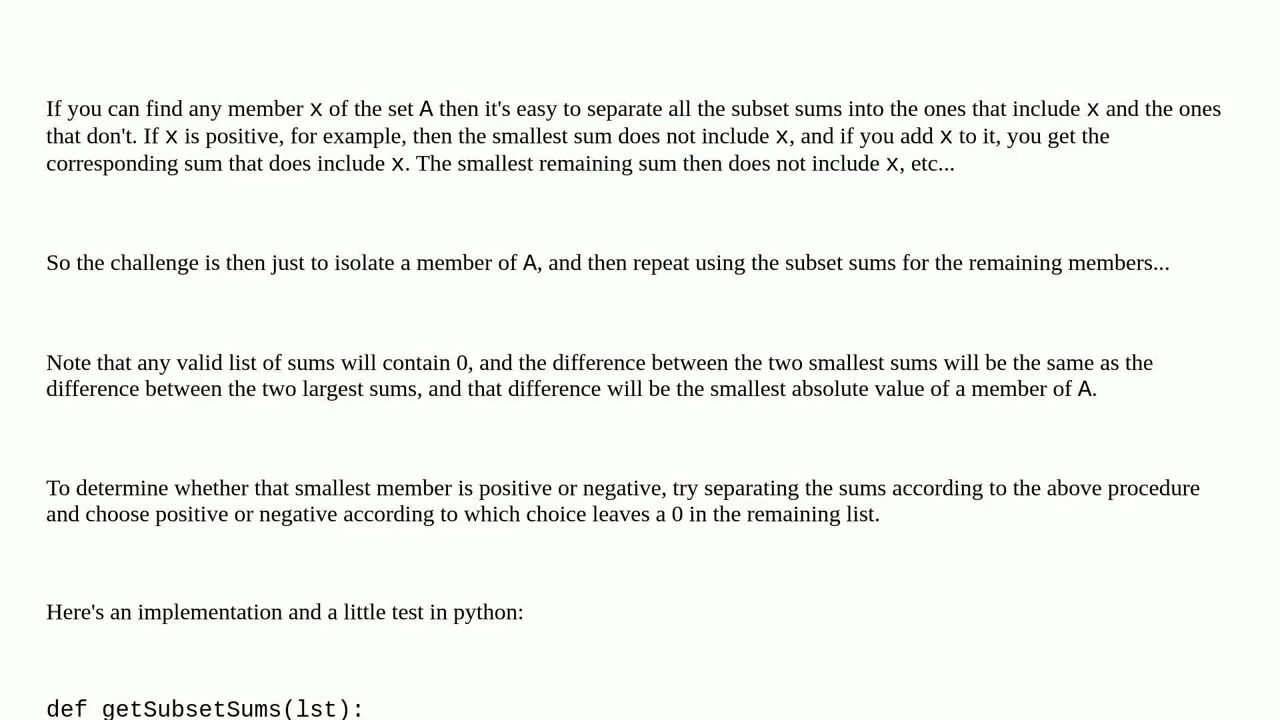 If you can find any member x of the set A then it's easy to separate all the subset sums into the ones that include x and the ones
that don't. If x is positive, for example, then the smallest sum does not include x, and if you add x to it, you get the
corresponding sum that does include x. The smallest remaining sum then does not include x, etc...
So the challenge is then just to isolate a member of A, and then repeat using the subset sums for the remaining members...
Note that any valid list of sums will contain 0, and the difference between the two smallest sums will be the same as the
difference between the two largest sums, and that difference will be the smallest absolute value of a member of A.
To determine whether that smallest member is positive or negative, try separating the sums according to the above procedure
and choose positive or negative according to which choice leaves a 0 in the remaining list.
Here's an implementation and a little test in python:
def getSubsetSums(lst):